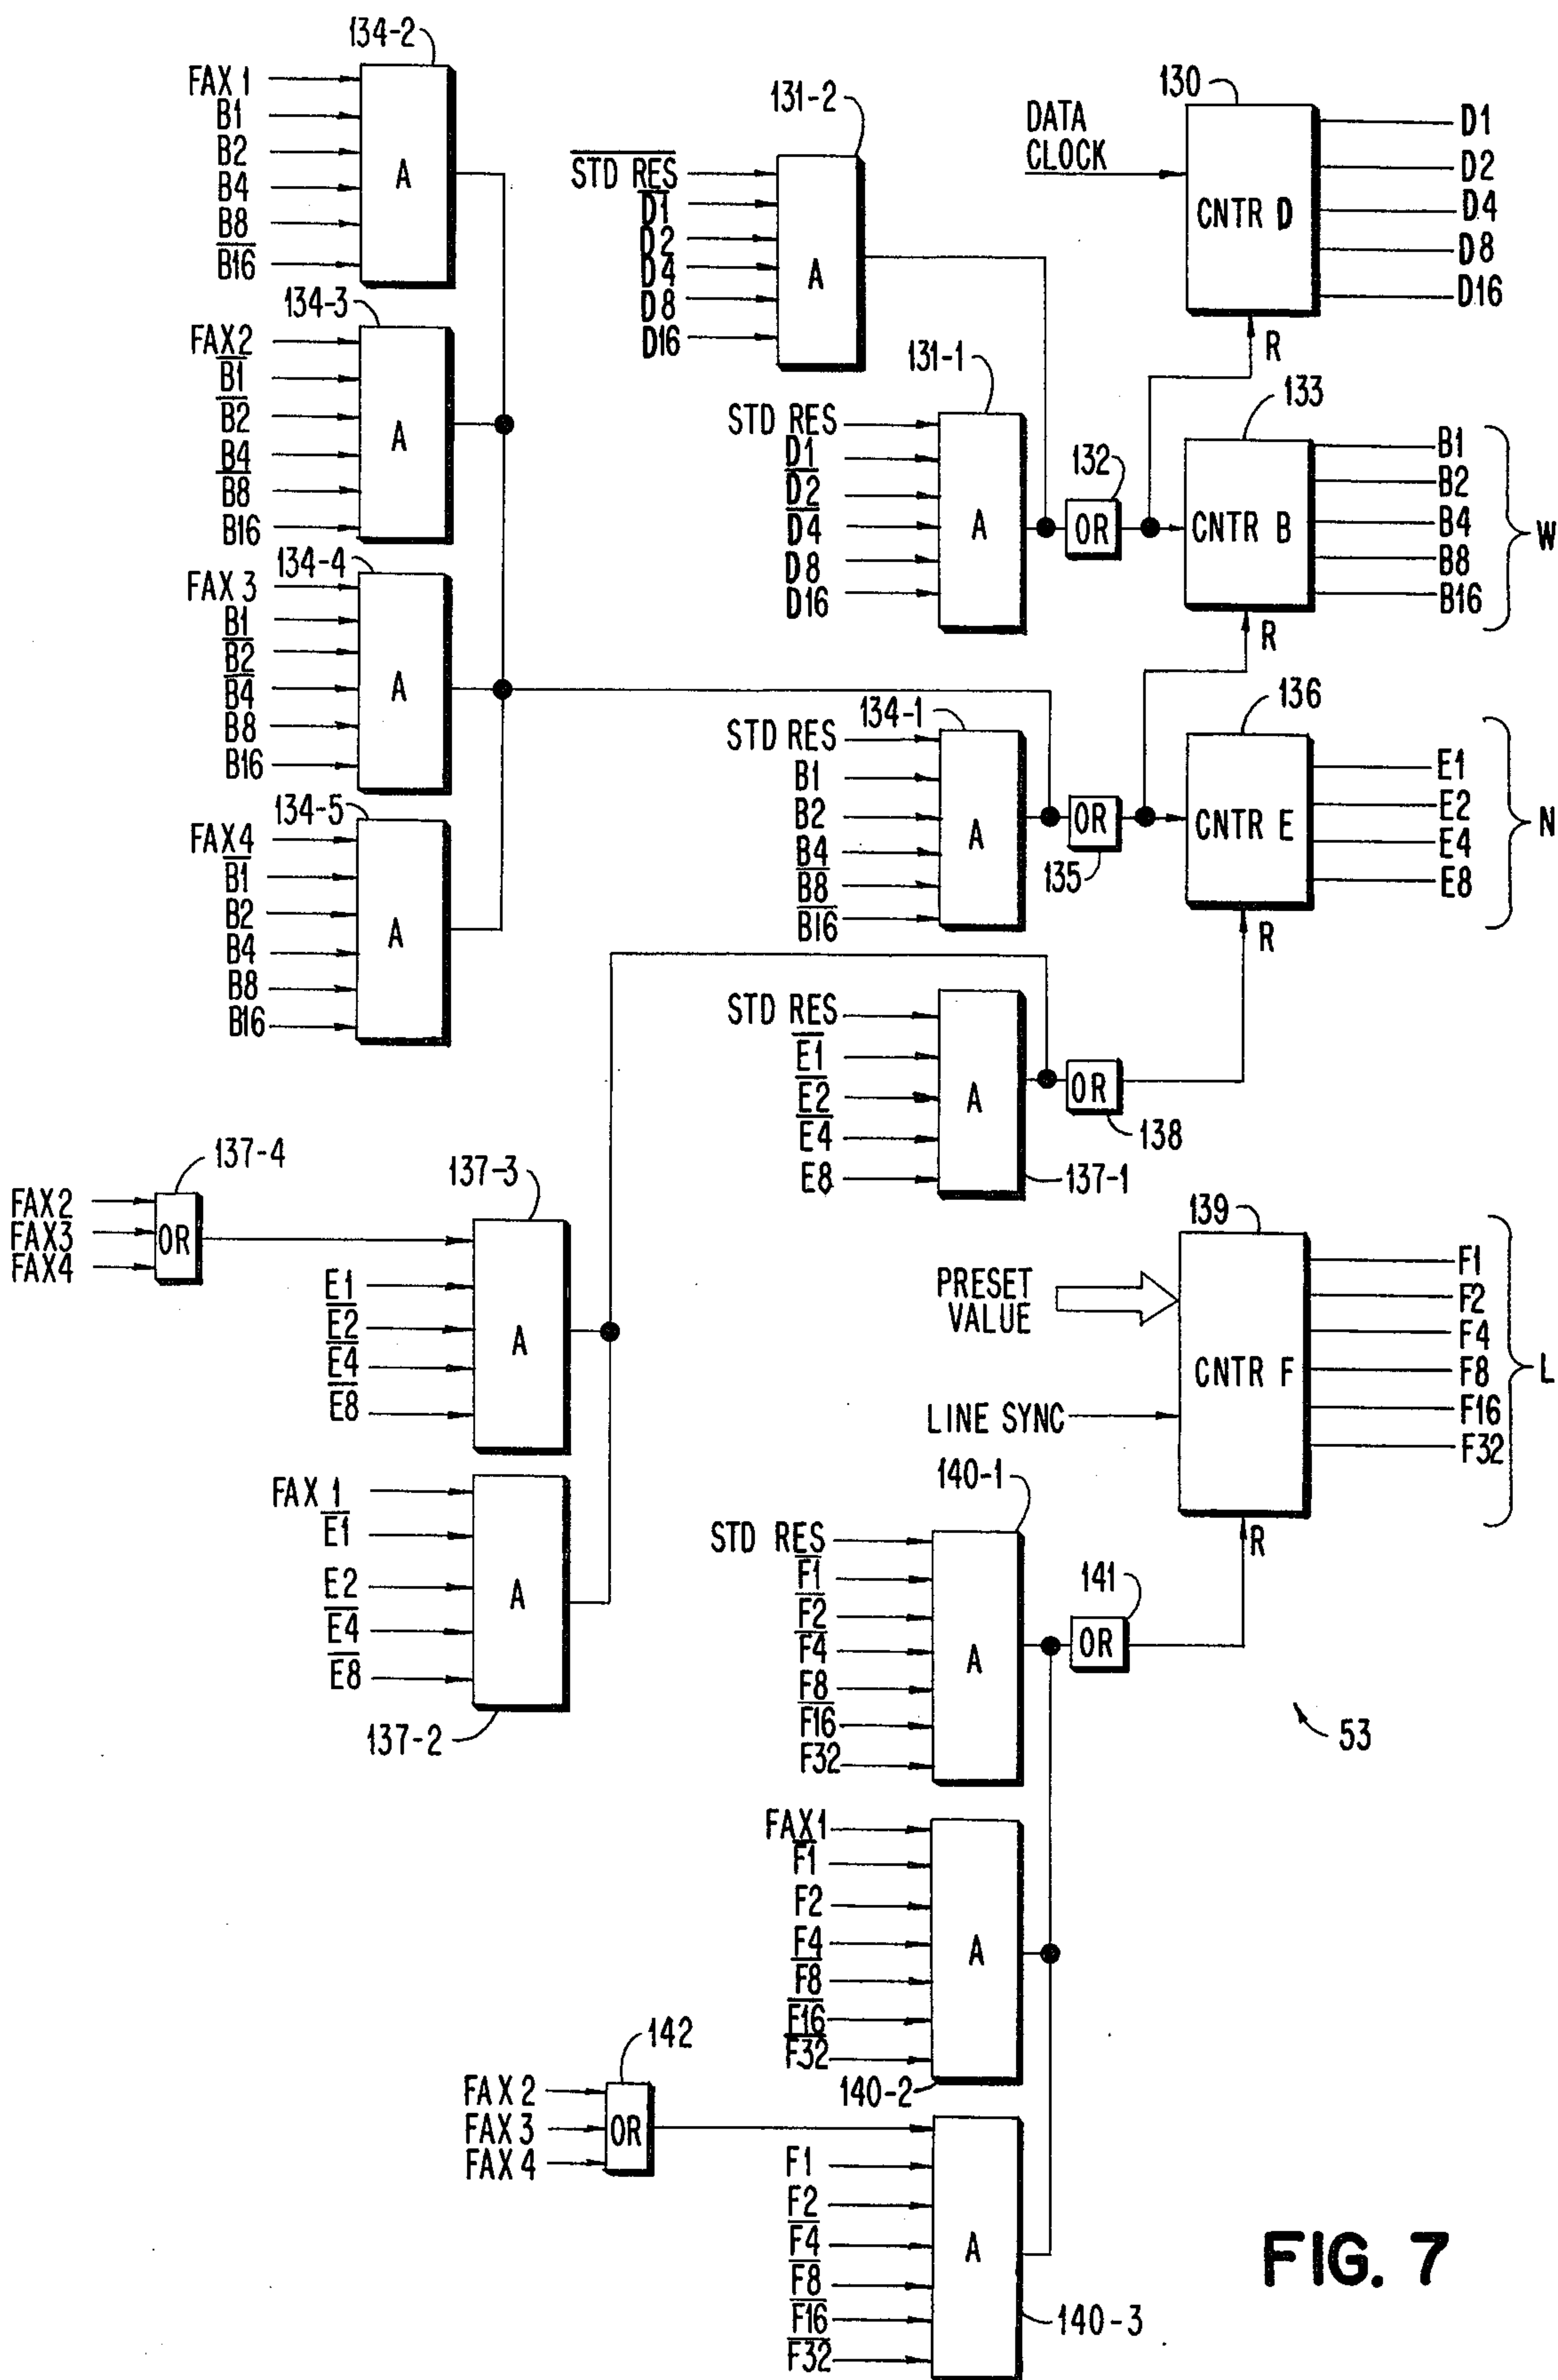 134-2
FAX 1
B1
B2
B4
B8
B16
A
134-3
FAX2
B1
B2
B4
B8
B16
A
134-4
FAX 3
B1
B2
B4
B8
B16
A
134-5
FAX4
B1
B2
B4
B8
B16
A
131-2
STD RES
D1
D2
D4
D8
D16
A
131-1
STD RES
D1
D2
D4
D8
D16
A
132
OR
130
DATA
CLOCK
CNTR D
D1
D2
D4
D8
D16
R
133
CNTR B
B1
B2
B4
B8
B16
W
R
134-1
STD RES
B1
B2
B4
B8
B16
A
OR
135
136
CNTR E
E1
E2
E4
E8
N
R
STD RES
E1
E2
E4
E8
A
137-1
OR
138
137-4
FAX2
FAX3
FAX4
OR
137-3
E1
E2
E4
E8
A
FAX 1
E1
E2
E4
E8
A
137-2
139
PRESET
VALUE
LINE SYNC
CNTR F
F1
F2
F4
F8
F16
F32
L
R
140-1
STD RES
F1
F2
F4
F8
F16
F32
A
141
OR
53
FAX1
F1
F2
F4
F8
F16
F32
A
140-2
142
FAX 2
FAX 3
FAX 4
OR
F1
F2
F4
F8
F16
F32
A
140-3
FIG. 7